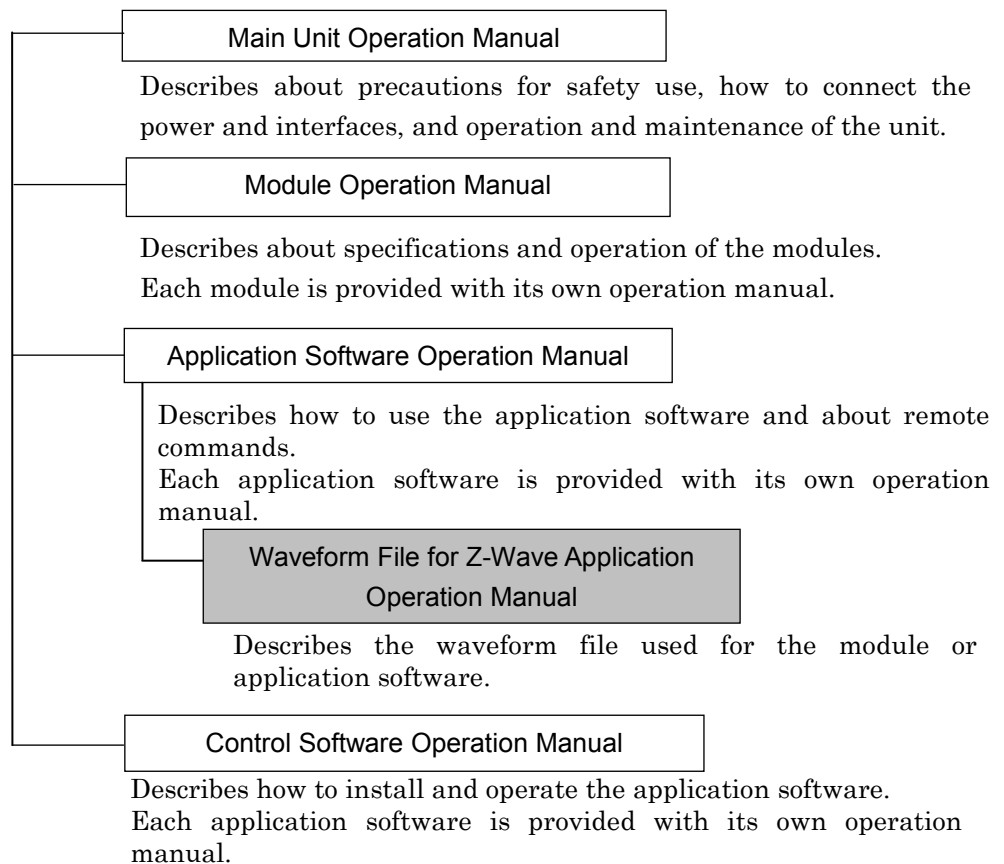 Main Unit Operation Manual
Describes about precautions for safety use, how to connect the
power and interfaces, and operation and maintenance of the unit.
Module Operation Manual
Describes about specifications and operation of the modules.
Each module is provided with its own operation manual.
Application Software Operation Manual
Describes how to use the application software and about remote
commands.
Each application software is provided with its own operation
manual.
Waveform File for Z-Wave Application
Operation Manual
Describes the waveform file used for the module or
application software.
Control Software Operation Manual
Describes how to install and operate the application software.
Each application software is provided with its own operation
manual.